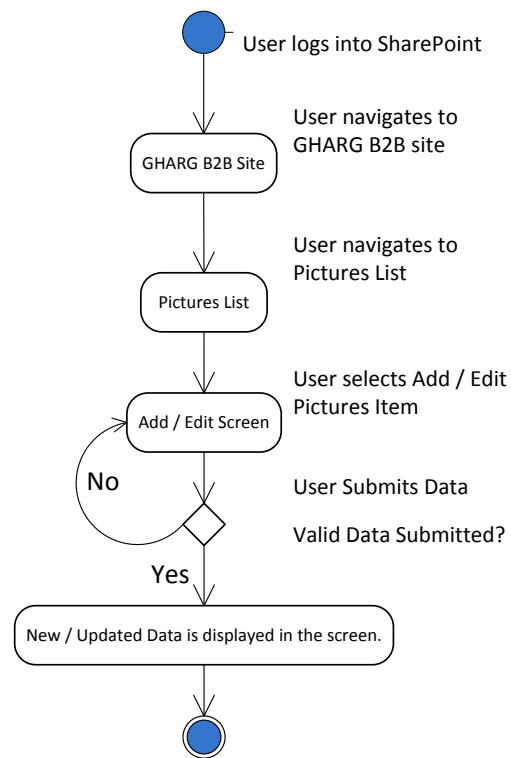 User logs into SharePoint
User navigates to
GHARG B2B site
GHARG B2B Site
User navigates to
Pictures List
Pictures List
User selects Add / Edit
Pictures Item
Add / Edit Screen
No
User Submits Data
Valid Data Submitted?
Yes
New / Updated Data is displayed in the screen.